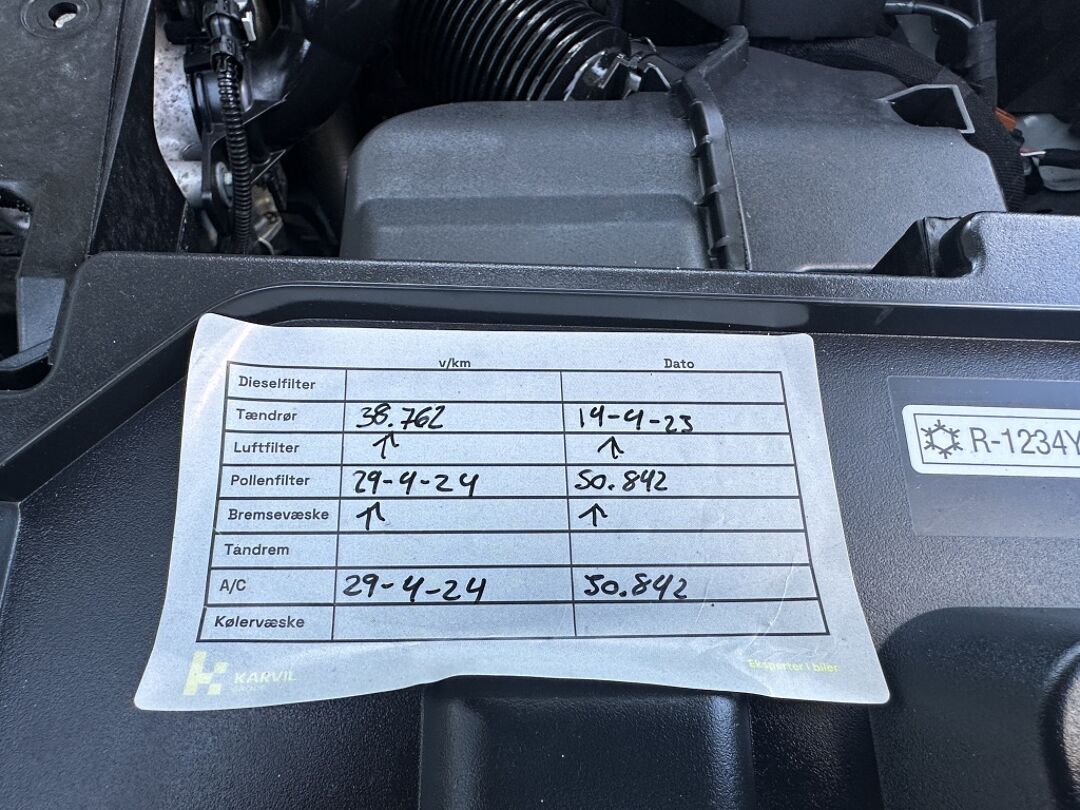 v/km Dato
Dieselfilter
Tændrør 38.762 14-4-23
Luftfilter ↑ ↑
Pollenfilter 29-4-24 50.842
Bremsevæske ↑ ↑
Tandrem
A/C 29-4-24 50.842
Kølervæske
KARVIL
Eksperter i biler
R-1234Y